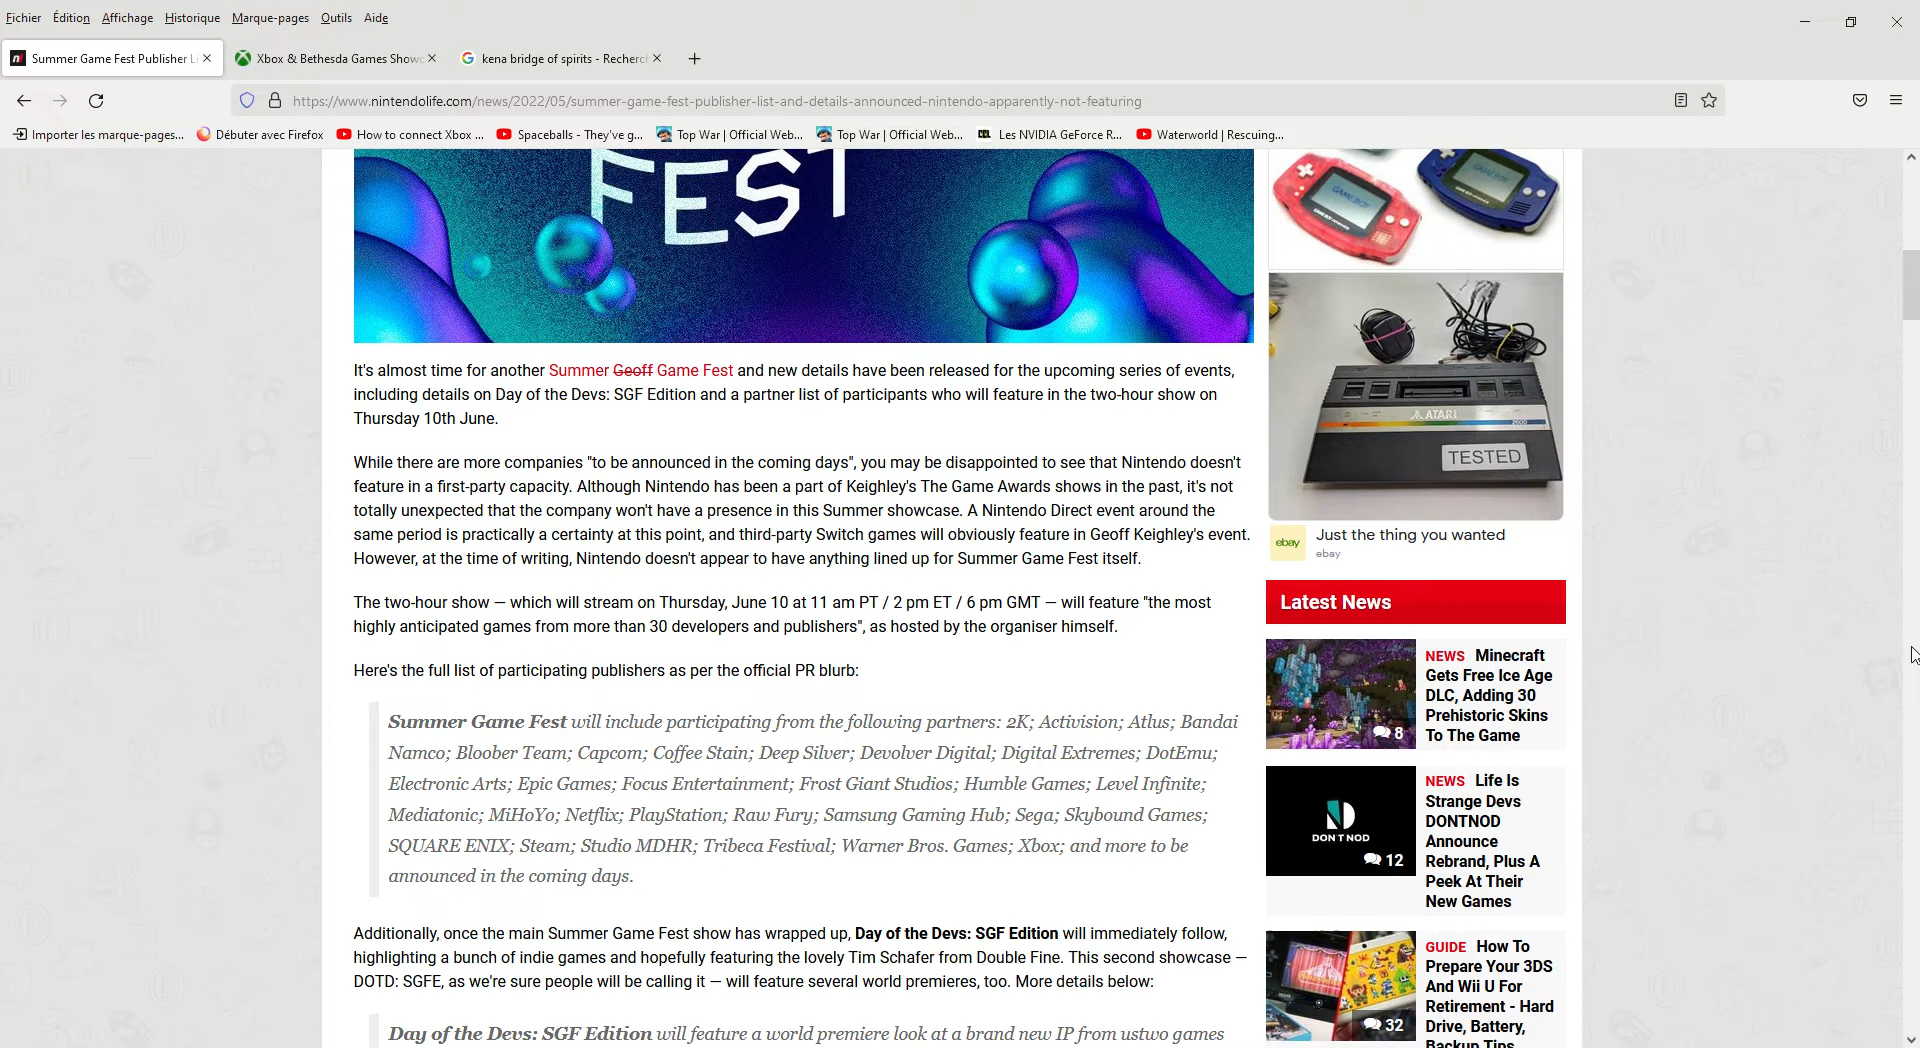 Fichier Édition Affichage Historique Marque-pages Outils Aide
Summer Game Fest Publisher Li
Xbox & Bethesda Games Showc
kena bridge of spirits - Recherch
https://www.nintendolife.com/news/2022/05/summer-game-fest-publisher-list-and-details-announced-nintendo-apparently-not-featuring
Importer les marque-pages... Débuter avec Firefox How to connect Xbox ... Spaceballs - They've g... Top War | Official Web... Top War | Official Web... Les NVIDIA GeForce R... Waterworld | Rescuing...
FEST
It's almost time for another Summer Geoff Game Fest and new details have been released for the upcoming series of events,
including details on Day of the Devs: SGF Edition and a partner list of participants who will feature in the two-hour show on
Thursday 10th June.
While there are more companies "to be announced in the coming days", you may be disappointed to see that Nintendo doesn't
feature in a first-party capacity. Although Nintendo has been a part of Keighley's The Game Awards shows in the past, it's not
totally unexpected that the company won't have a presence in this Summer showcase. A Nintendo Direct event around the
same period is practically a certainty at this point, and third-party Switch games will obviously feature in Geoff Keighley's event.
However, at the time of writing, Nintendo doesn't appear to have anything lined up for Summer Game Fest itself.
The two-hour show — which will stream on Thursday, June 10 at 11 am PT / 2 pm ET / 6 pm GMT — will feature "the most
highly anticipated games from more than 30 developers and publishers", as hosted by the organiser himself.
Here's the full list of participating publishers as per the official PR blurb:
Summer Game Fest will include participating from the following partners: 2K; Activision; Atlus; Bandai
Namco; Bloober Team; Capcom; Coffee Stain; Deep Silver; Devolver Digital; Digital Extremes; DotEmu;
Electronic Arts; Epic Games; Focus Entertainment; Frost Giant Studios; Humble Games; Level Infinite;
Mediatonic; MiHoYo; Netflix; PlayStation; Raw Fury; Samsung Gaming Hub; Sega; Skybound Games;
SQUARE ENIX; Steam; Studio MDHR; Tribeca Festival; Warner Bros. Games; Xbox; and more to be
announced in the coming days.
Additionally, once the main Summer Game Fest show has wrapped up, Day of the Devs: SGF Edition will immediately follow,
highlighting a bunch of indie games and hopefully featuring the lovely Tim Schafer from Double Fine. This second showcase —
DOTD: SGFE, as we're sure people will be calling it — will feature several world premieres, too. More details below:
Day of the Devs: SGF Edition will feature a world premiere look at a brand new IP from ustwo games
GAME BOY
GAME BOY
ATARI
2600
TESTED
ebay
Just the thing you wanted
ebay
Latest News
NEWS Minecraft
Gets Free Ice Age
DLC, Adding 30
Prehistoric Skins
To The Game
8
NEWS Life Is
Strange Devs
DONTNOD
Announce
Rebrand, Plus A
Peek At Their
New Games
DON T NOD
12
GUIDE How To
Prepare Your 3DS
And Wii U For
Retirement - Hard
Drive, Battery,
Backup Tips
32